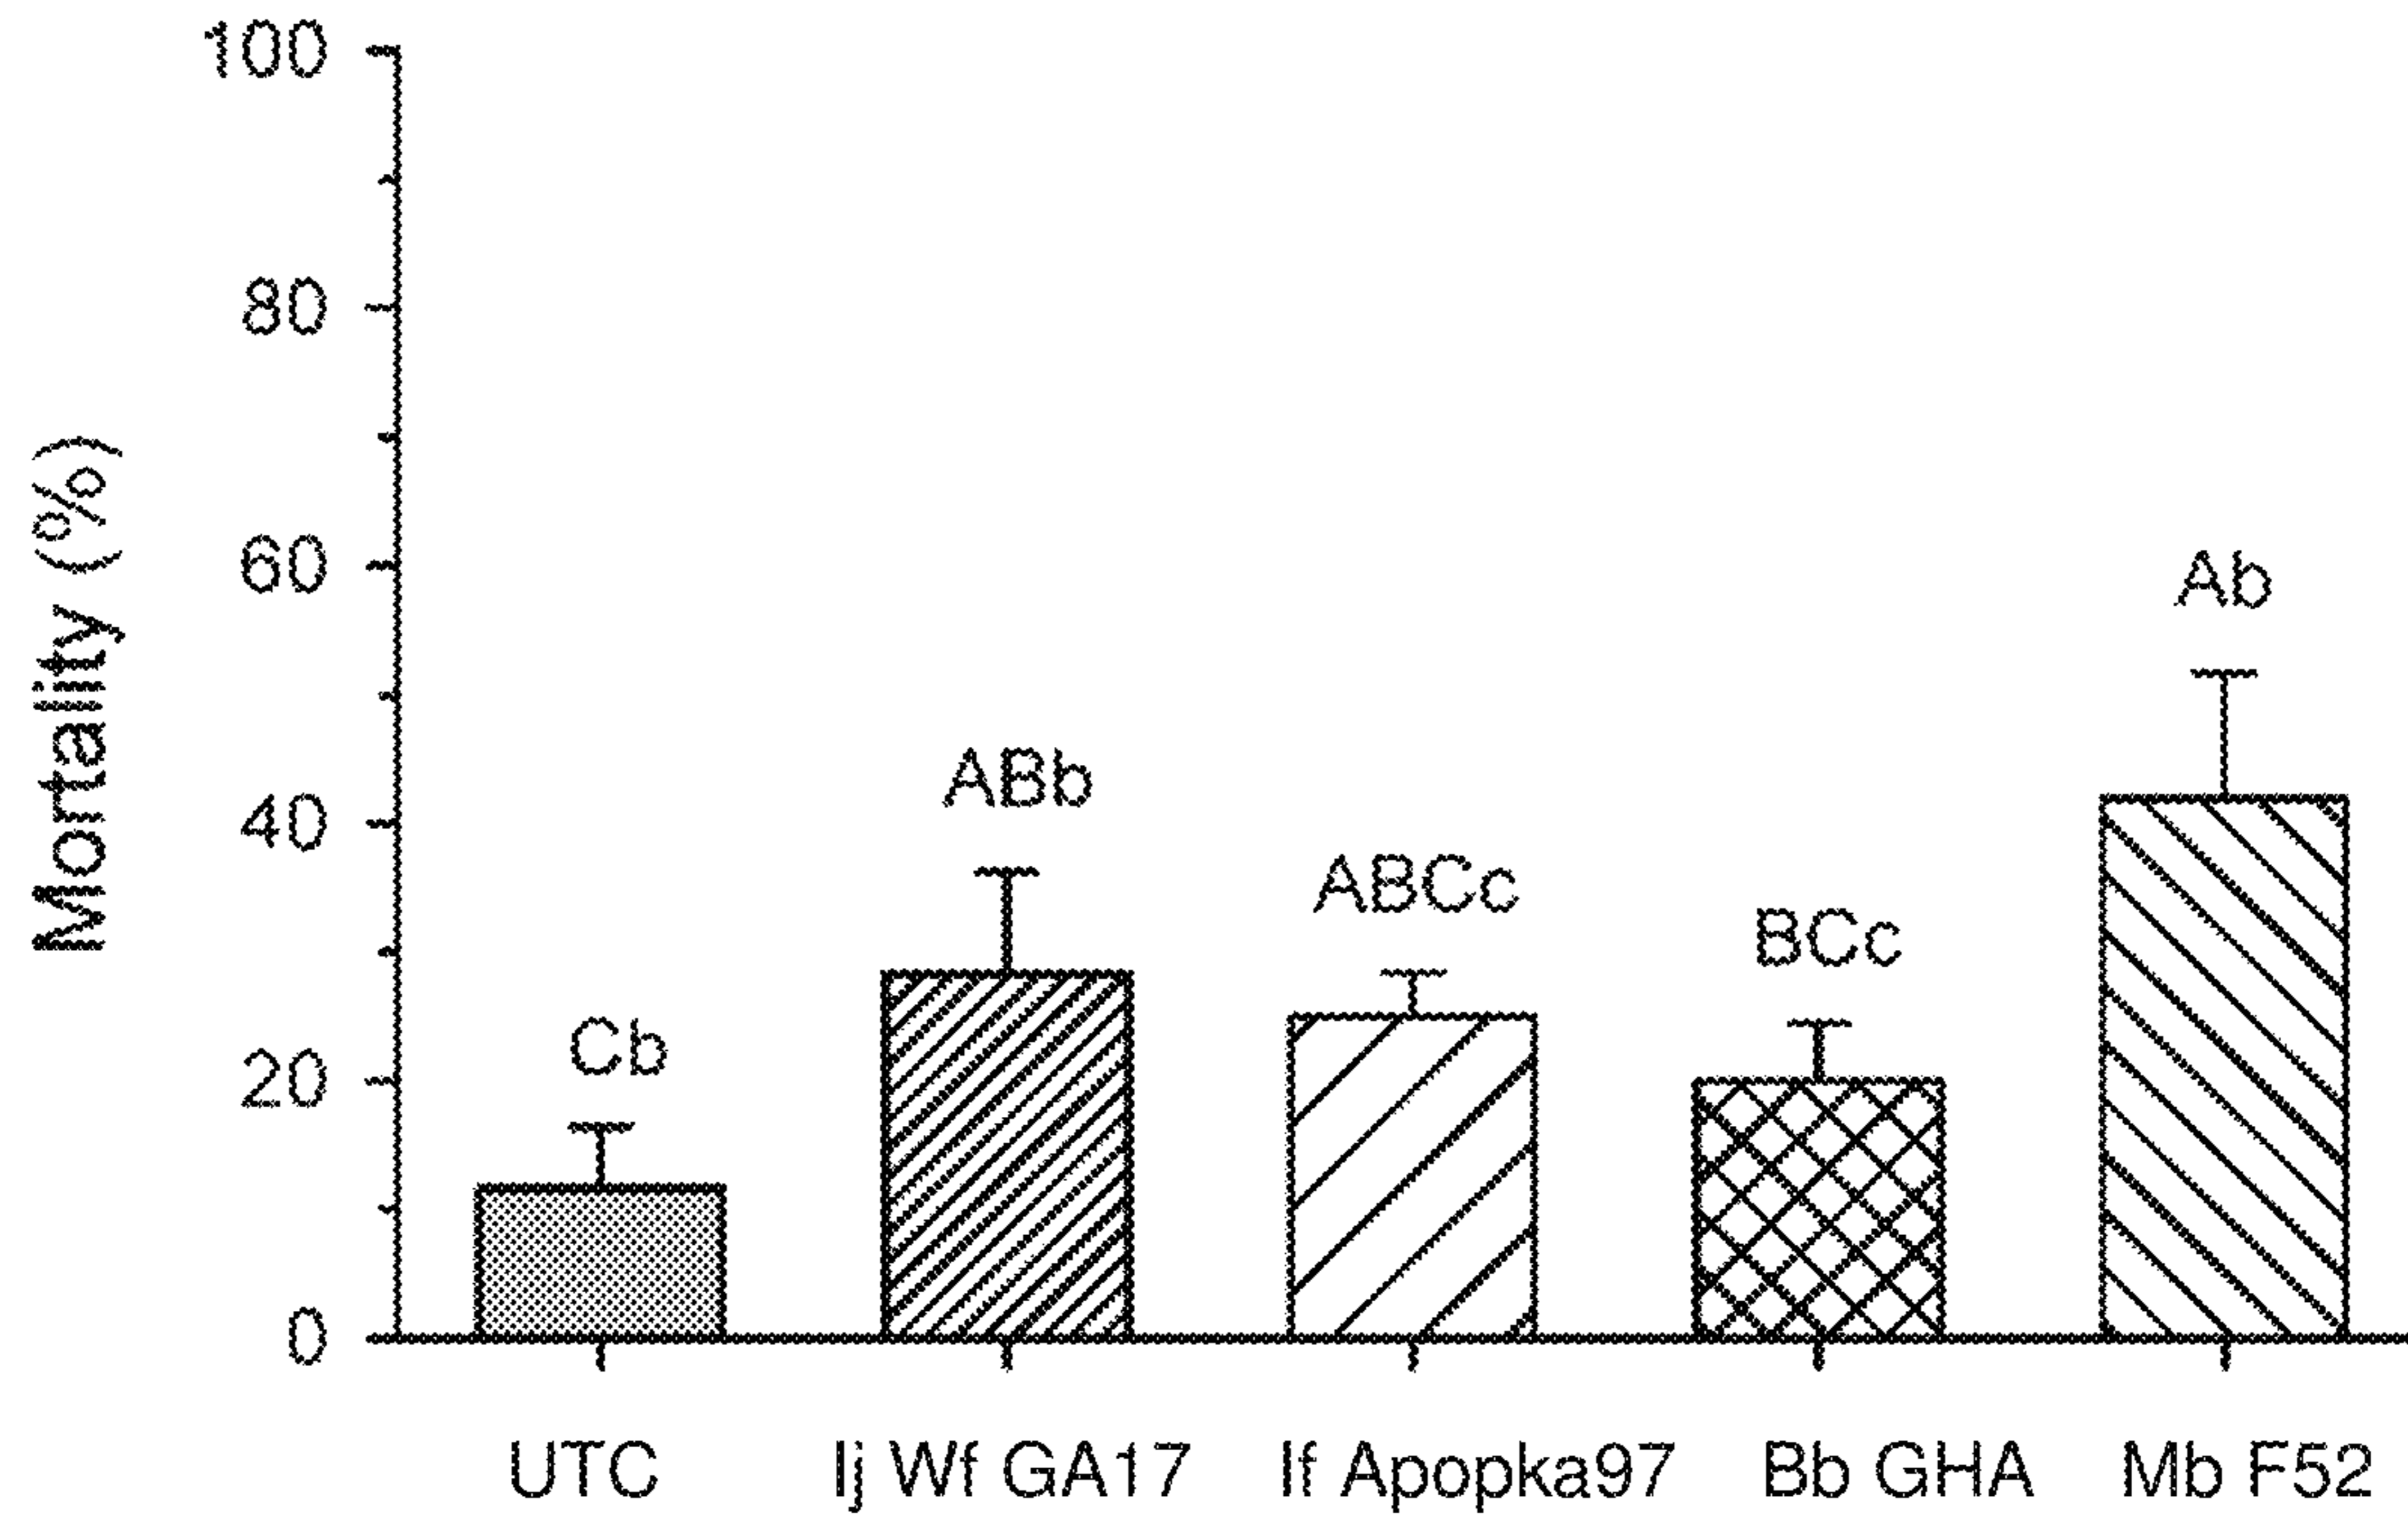 Mortality (%)
100
80
60
40
20
0
Cb
ABb
ABCc
BCc
Ab
UTC
Ij Wf GA17
If Apopka97
Bb GHA
Mb F52